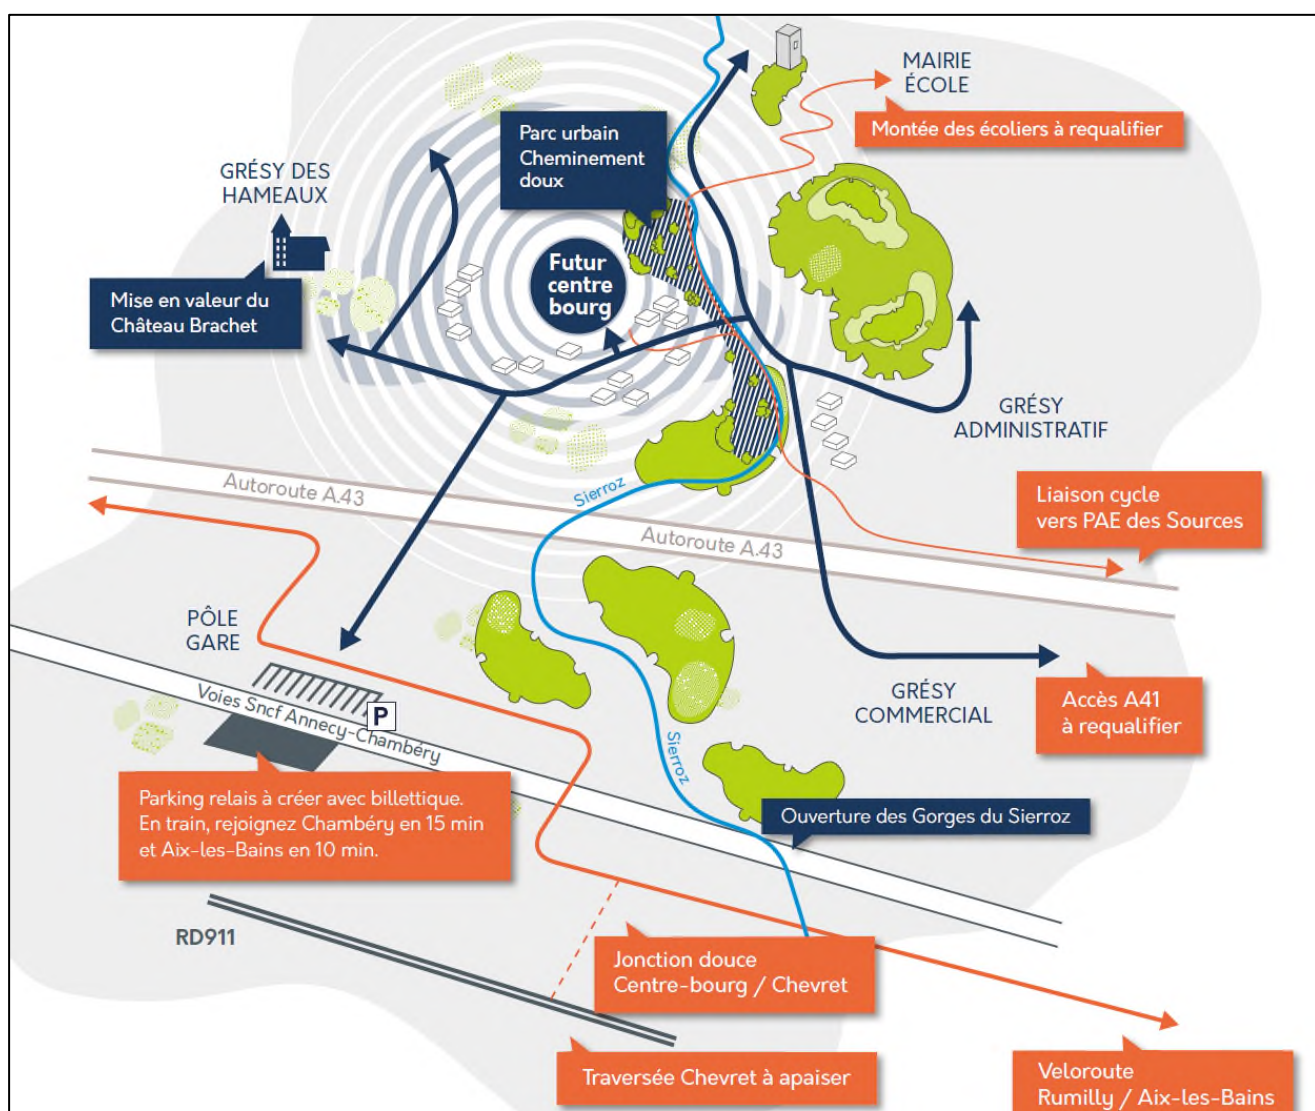 MAIRIE
ÉCOLE
Montée des écoliers à requalifier
Parc urbain
Cheminement
doux
GRÉSY DES
HAMEAUX
Mise en valeur du
Château Brachet
Futur
centre
bourg
GRÉSY
ADMINISTRATIF
Autoroute A.43
Sierroz
Autoroute A.43
Liaison cycle
vers PAE des Sources
PÔLE
GARE
Voies Sncf Annecy-Chambéry
P
GRÉSY
COMMERCIAL
Accès A41
à requalifier
Sierroz
Parking relais à créer avec billettique.
En train, rejoignez Chambéry en 15 min
et Aix-les-Bains en 10 min.
Ouverture des Gorges du Sierroz
RD911
Jonction douce
Centre-bourg / Chevret
Traversée Chevret à apaiser
Veloroute
Rumilly / Aix-les-Bains